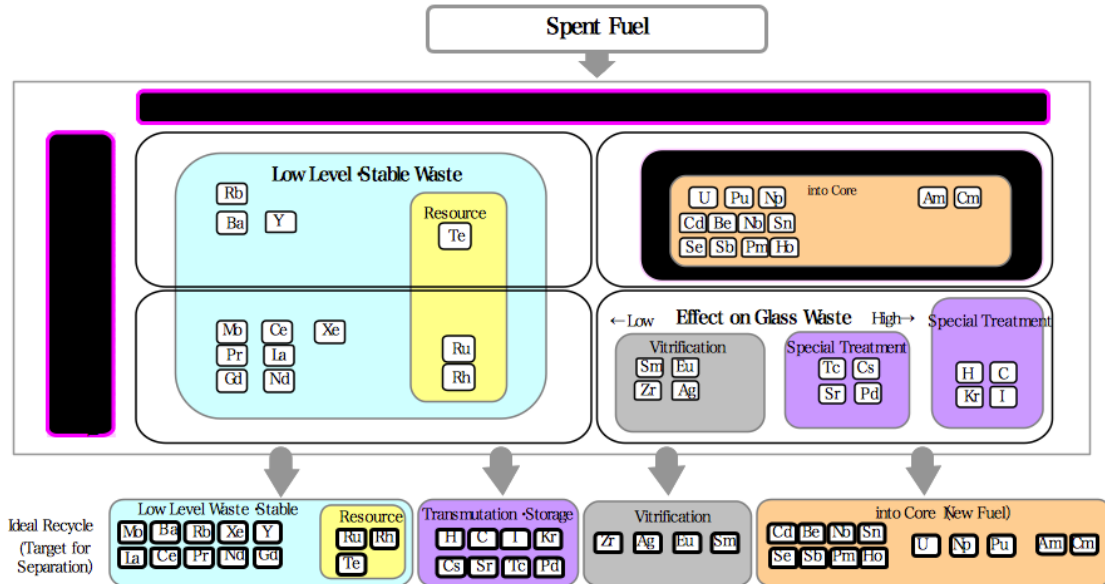 Spent Fuel
Low Level·Stable Waste
Rb
Ba Y
Resource
Te
into Core
U Pu Np Am Cm
Cd Be Nb Sn
Se Sb Pm Ho
Mo Ce Xe
Pr La
Gd Nd
Ru
Rh
←Low Effect on Glass Waste High→
Vitrification
Sm Eu
Zr Ag
Special Treatment
Tc Cs
Sr Pd
Special Treatment
H C
Kr I
Ideal Recycle
(Target for
Separation)
Low Level Waste·Stable
Mo Ba Rb Xe Y
La Ce Pr Nd Gd
Resource
Ru Rh
Te
Transmutation·Storage
H C I Kr
Cs Sr Tc Pd
Vitrification
Zr Ag Eu Sm
into Core (New Fuel)
Cd Be Nb Sn
Se Sb Pm Ho
U Np Pu Am Cm